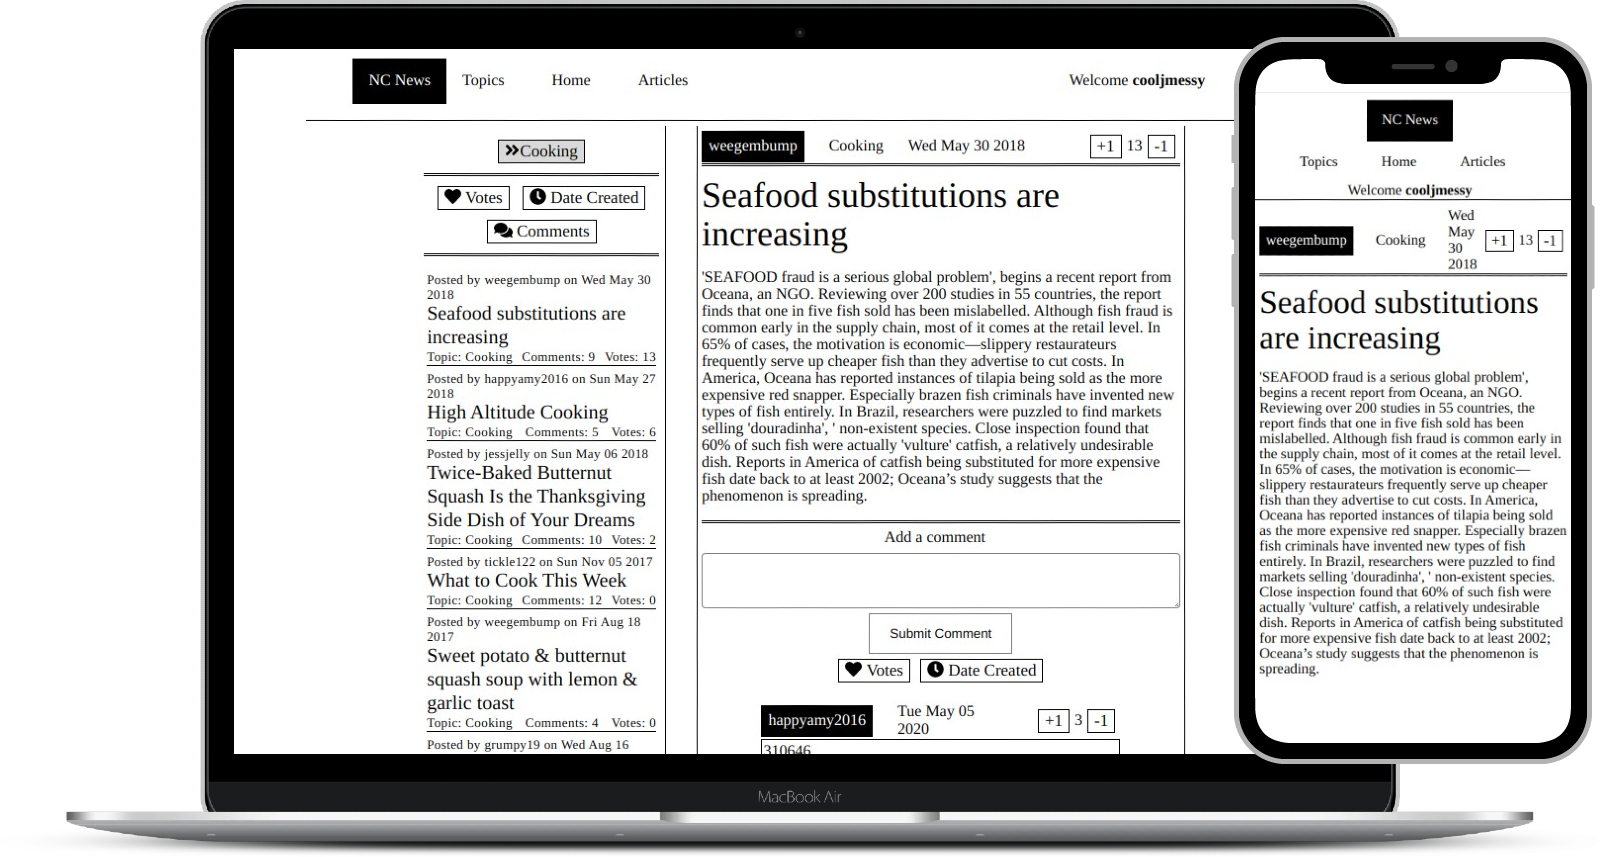 NC News Topics Home Articles Welcome cooljmessy
Cooking
Votes Date Created
Comments
Posted by weegembump on Wed May 30
2018
Seafood substitutions are
increasing
Topic: Cooking Comments: 9 Votes: 13
Posted by happyamy2016 on Sun May 27
2018
High Altitude Cooking
Topic: Cooking Comments: 5 Votes: 6
Posted by jessjelly on Sun May 06 2018
Twice-Baked Butternut
Squash Is the Thanksgiving
Side Dish of Your Dreams
Topic: Cooking Comments: 10 Votes: 2
Posted by tickle122 on Sun Nov 05 2017
What to Cook This Week
Topic: Cooking Comments: 12 Votes: 0
Posted by weegembump on Fri Aug 18
2017
Sweet potato & butternut
squash soup with lemon &
garlic toast
Topic: Cooking Comments: 4 Votes: 0
Posted by grumpy19 on Wed Aug 16
weegembump Cooking Wed May 30 2018 +1 13 -1
Seafood substitutions are
increasing
'SEAFOOD fraud is a serious global problem', begins a recent report from
Oceana, an NGO. Reviewing over 200 studies in 55 countries, the report
finds that one in five fish sold has been mislabelled. Although fish fraud is
common early in the supply chain, most of it comes at the retail level. In
65% of cases, the motivation is economic—slippery restaurateurs
frequently serve up cheaper fish than they advertise to cut costs. In
America, Oceana has reported instances of tilapia being sold as the more
expensive red snapper. Especially brazen fish criminals have invented new
types of fish entirely. In Brazil, researchers were puzzled to find markets
selling 'douradinha', ' non-existent species. Close inspection found that
60% of such fish were actually 'vulture' catfish, a relatively undesirable
dish. Reports in America of catfish being substituted for more expensive
fish date back to at least 2002; Oceana’s study suggests that the
phenomenon is spreading.
Add a comment
Submit Comment
Votes Date Created
happyamy2016 Tue May 05
2020 +1 3 -1
310646
MacBook Air
NC News
Topics Home Articles
Welcome cooljmessy
weegembump Cooking Wed
May
30
2018 +1 13 -1
Seafood substitutions
are increasing
'SEAFOOD fraud is a serious global problem',
begins a recent report from Oceana, an NGO.
Reviewing over 200 studies in 55 countries, the
report finds that one in five fish sold has been
mislabelled. Although fish fraud is common early in
the supply chain, most of it comes at the retail level.
In 65% of cases, the motivation is economic—
slippery restaurateurs frequently serve up cheaper
fish than they advertise to cut costs. In America,
Oceana has reported instances of tilapia being sold
as the more expensive red snapper. Especially brazen
fish criminals have invented new types of fish
entirely. In Brazil, researchers were puzzled to find
markets selling 'douradinha', ' non-existent species.
Close inspection found that 60% of such fish were
actually 'vulture' catfish, a relatively undesirable
dish. Reports in America of catfish being substituted
for more expensive fish date back to at least 2002;
Oceana’s study suggests that the phenomenon is
spreading.